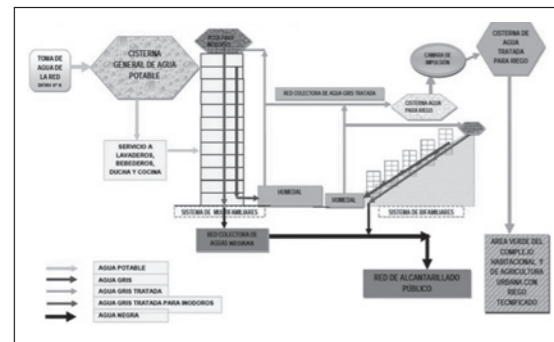 TOMA DE
AGUA DE
LA RED
CISTERNA
GENERAL DE AGUA
POTABLE
CISTERNA DE
AGUA
TRATADA
PARA RIEGO
CAMARA DE
IMPULSIÓN
RED COLECTORA DE AGUA GRIS TRATADA
CISTERNA AGUA
PARA RIEGO
SERVICIO A
LAVADEROS,
BEBEDEROS,
DUCHA Y COCINA
HUMEDAL
HUMEDAL
SISTEMA DE MULTIFAMILIARES
SISTEMA DE BIFAMILIARES
RED COLECTORA DE
AGUAS NEGRAS
RED DE ALCANTARILLADO
PÚBLICO
AREA VERDE DEL
COMPLEJO
HABITACIONAL Y
DE AGRICULTURA
URBANA CON
RIEGO
TECNIFICADO
AGUA POTABLE
AGUA GRIS
AGUA GRIS TRATADA
AGUA GRIS TRATADA PARA INODOROS
AGUA NEGRA